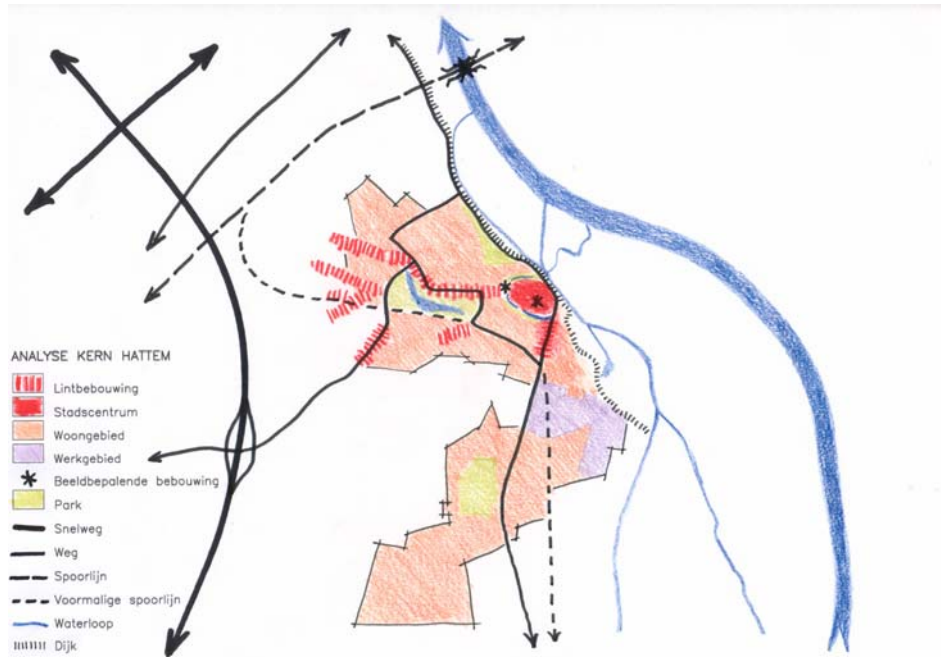 ANALYSE KERN HATTEM
Lintbebouwing
Stadscentrum
Woongebied
Werkgebied
Beeldbepalende bebouwing
Park
Snelweg
Weg
Spoorlijn
Voormalige spoorlijn
Waterloop
Dijk